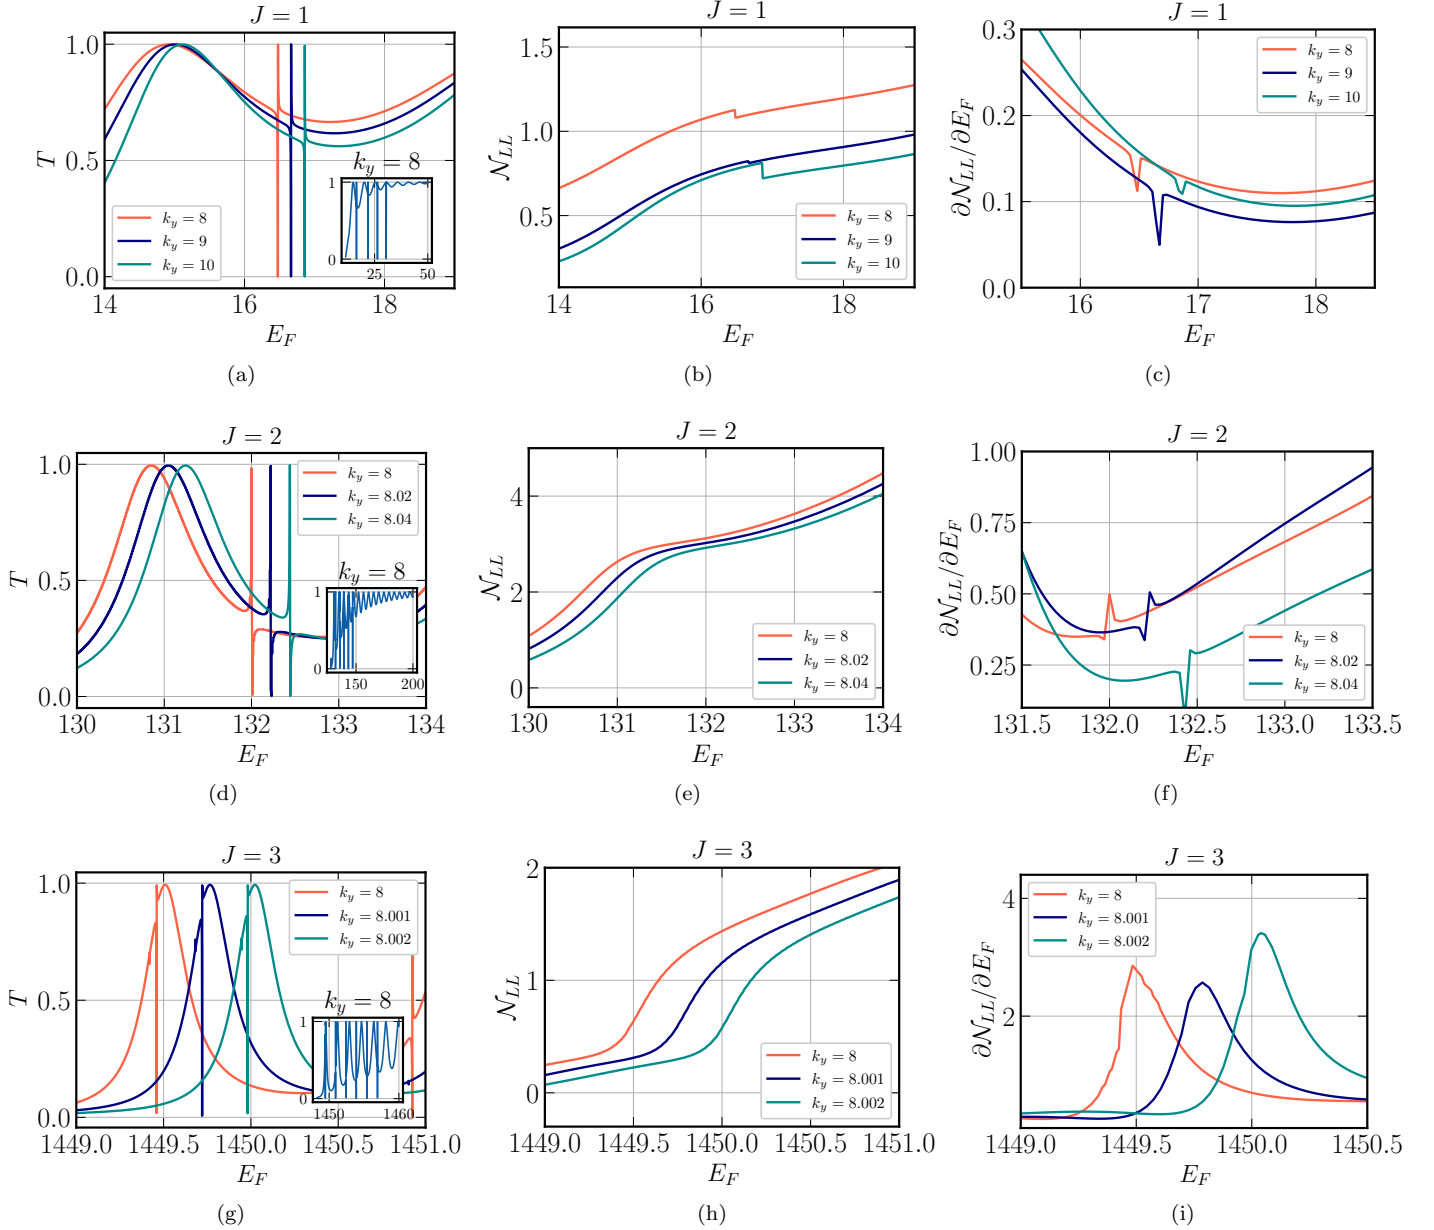 J = 1
T
1.0
0.5
0.0
14
16
18
E_F
k_y = 8
k_y = 9
k_y = 10
k_y = 8
1
0
25
50
(a)
J = 1
N_LL
1.5
1.0
0.5
14
16
18
E_F
k_y = 8
k_y = 9
k_y = 10
(b)
J = 1
∂N_LL/∂E_F
0.3
0.2
0.1
0.0
16
17
18
E_F
k_y = 8
k_y = 9
k_y = 10
(c)
J = 2
T
1.0
0.5
0.0
130
131
132
133
134
E_F
k_y = 8
k_y = 8.02
k_y = 8.04
k_y = 8
1
0
150
200
(d)
J = 2
N_LL
4
2
0
130
131
132
133
134
E_F
k_y = 8
k_y = 8.02
k_y = 8.04
(e)
J = 2
∂N_LL/∂E_F
1.00
0.75
0.50
0.25
131.5
132.0
132.5
133.0
133.5
E_F
k_y = 8
k_y = 8.02
k_y = 8.04
(f)
J = 3
T
1.0
0.5
0.0
1449.0
1449.5
1450.0
1450.5
1451.0
E_F
k_y = 8
k_y = 8.001
k_y = 8.002
k_y = 8
1
0
1450
1460
(g)
J = 3
N_LL
2
1
0
1449.0
1449.5
1450.0
1450.5
1451.0
E_F
k_y = 8
k_y = 8.001
k_y = 8.002
(h)
J = 3
∂N_LL/∂E_F
4
2
1449.0
1449.5
1450.0
1450.5
E_F
k_y = 8
k_y = 8.001
k_y = 8.002
(i)